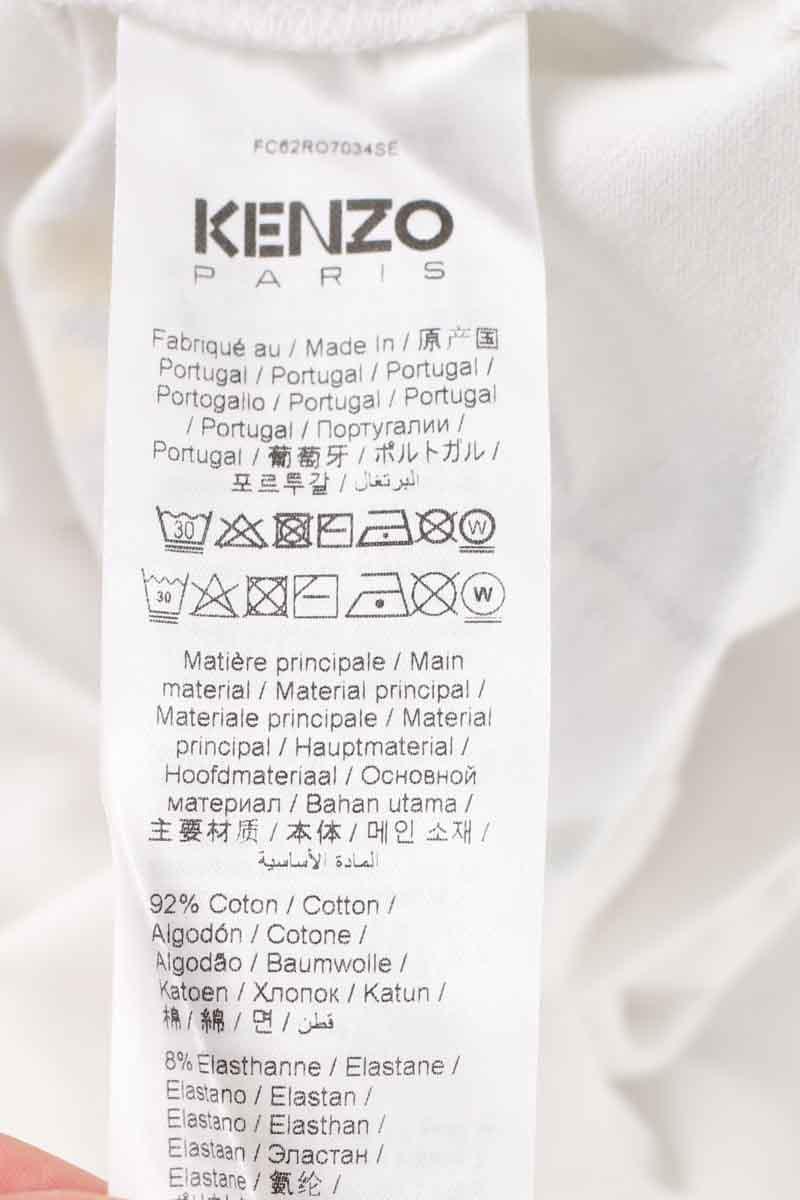 FC62RO7034SE
KENZO
PARIS
Fabriqué au / Made In / 原产国
Portugal / Portugal / Portugal /
Portogallo / Portugal / Portugal
/ Portugal / Португалии /
Portugal / 葡萄牙 / ポルトガル /
포르투갈 / البرتغال
30 W
30 W
Matière principale / Main
material / Material principal /
Materiale principale / Material
principal / Hauptmaterial /
Hoofdmateriaal / Основной
материал / Bahan utama /
主要材质 / 本体 / 메인 소재 /
المادة الأساسية
92% Coton / Cotton /
Algodón / Cotone /
Algodão / Baumwolle /
Katoen / Хлопок / Katun /
棉 / 綿 / 면 / قطن
8% Elasthanne / Elastane /
Elastano / Elastan /
Elastano / Elasthan /
Elastaan / Эластан /
Elastane / 氨纶 /